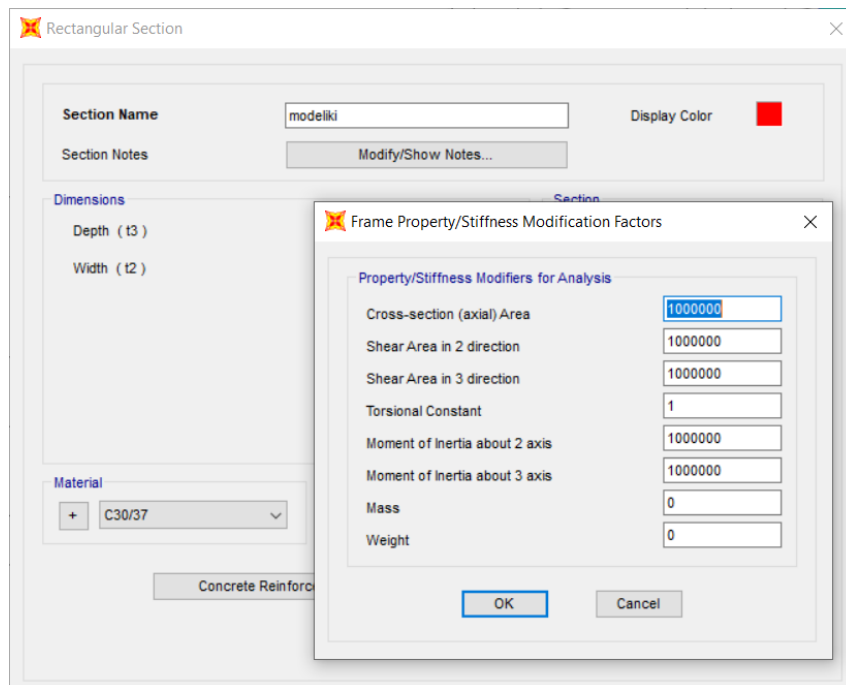 Rectangular Section
Section Name
modeliki
Display Color
Section Notes
Modify/Show Notes...
Dimensions
Section
Depth ( t3 )
Width ( t2 )
Material
+
C30/37
Concrete Reinforc
Frame Property/Stiffness Modification Factors
Property/Stiffness Modifiers for Analysis
Cross-section (axial) Area 1000000
Shear Area in 2 direction 1000000
Shear Area in 3 direction 1000000
Torsional Constant 1
Moment of Inertia about 2 axis 1000000
Moment of Inertia about 3 axis 1000000
Mass 0
Weight 0
OK
Cancel